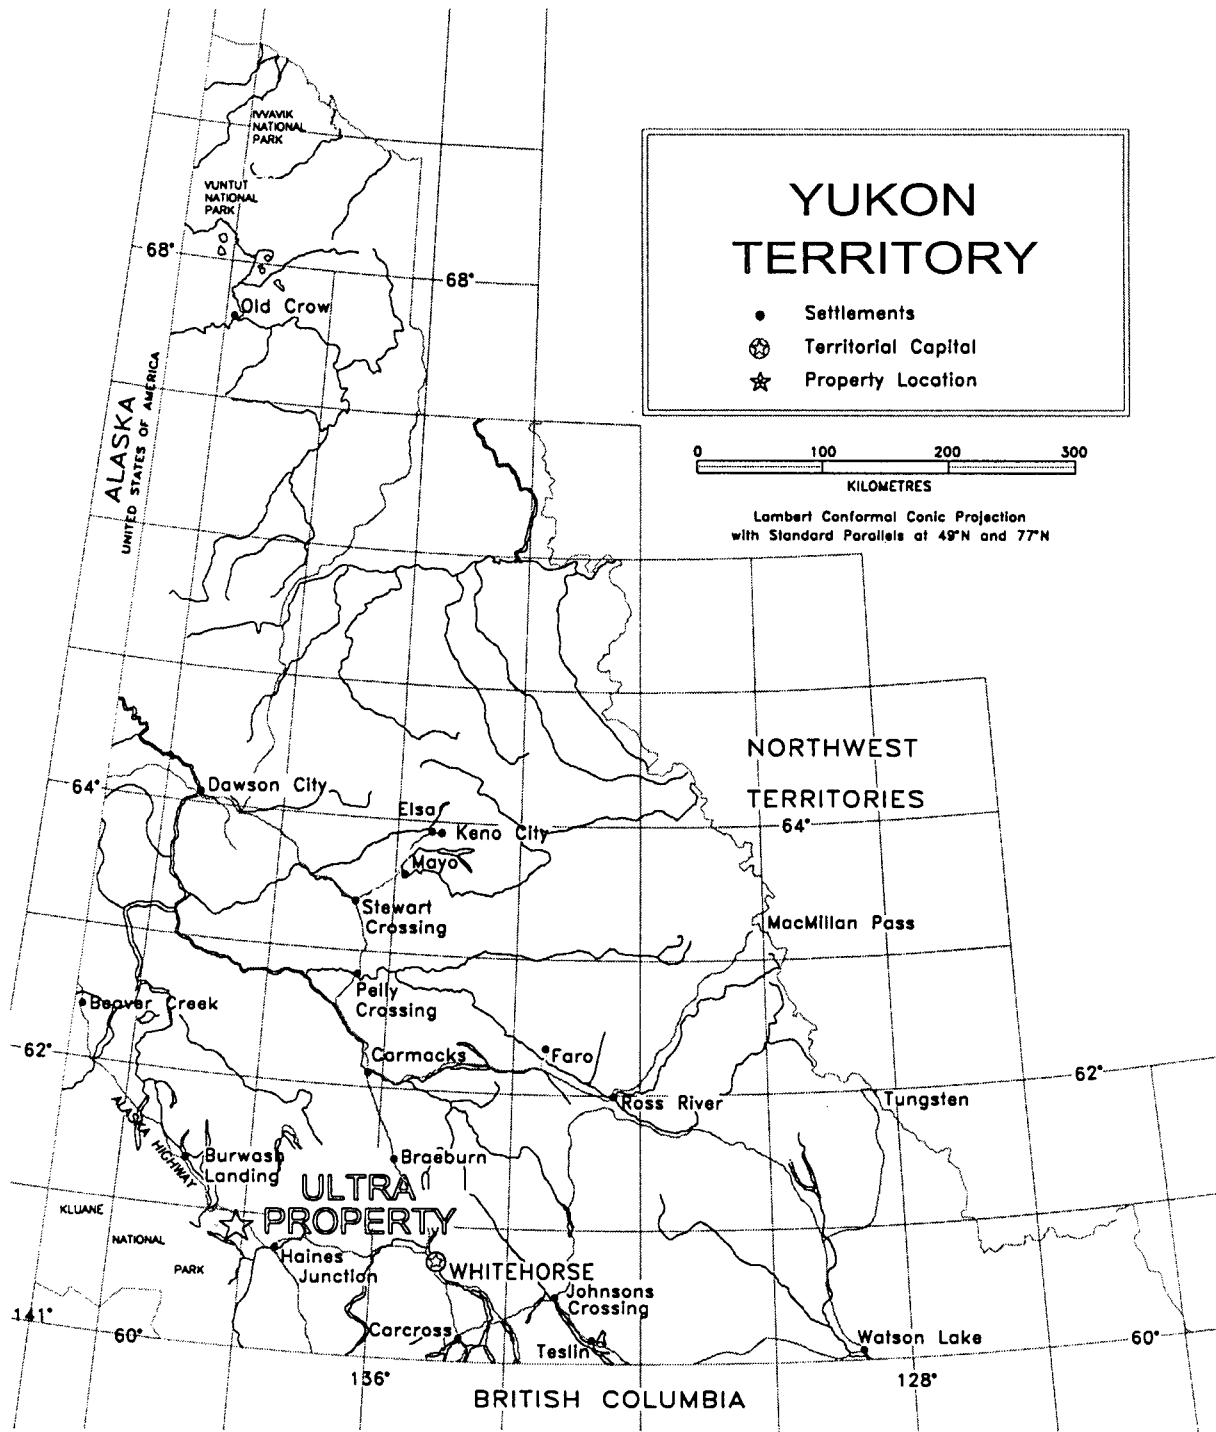 IVVAVIK
NATIONAL
PARK
VUNTUT
NATIONAL
PARK
68°
68°
Old Crow
YUKON
TERRITORY
Settlements
Territorial Capital
Property Location
0 100 200 300
KILOMETRES
Lambert Conformal Conic Projection
with Standard Parallels at 49°N and 77°N
ALASKA
UNITED STATES OF AMERICA
NORTHWEST
TERRITORIES
64°
Dawson City
Elsa
Keno City
64°
Mayo
Stewart
Crossing
MacMillan Pass
Pelly
Crossing
Beaver Creek
62°
Carmacks
Faro
62°
Ross River
Tungsten
ALASKA HIGHWAY
Burwash
Landing
Braeburn
ULTRA
PROPERTY
KLUANE
NATIONAL
PARK
Haines
Junction
WHITEHORSE
Johnsons
Crossing
141°
60°
Carcross
Teslin
Watson Lake
60°
136°
128°
BRITISH COLUMBIA